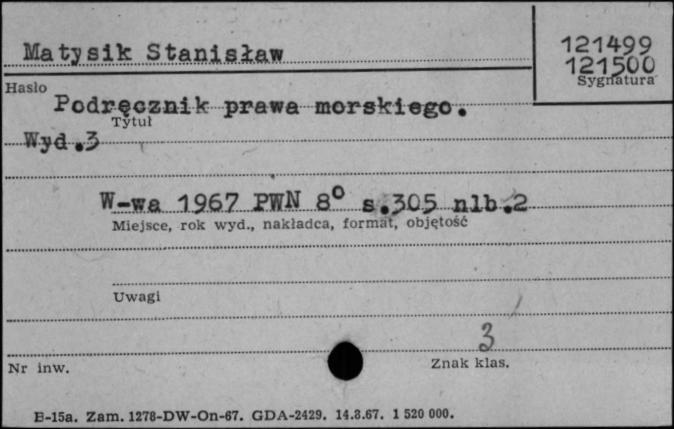 Matysik Stanisław
121499
121500
Sygnatura
Hasło
Podręcznik prawa morskiego.
Tytuł
Wyd.3
W-wa 1967 PWN 8° s.305 nlb.2
Miejsce, rok wyd., nakładca, format, objętość
Uwagi
3
Nr inw.
Znak klas.
E-15a. Zam. 1278-DW-On-67. GDA-2429. 14.8.67. 1 520 000.